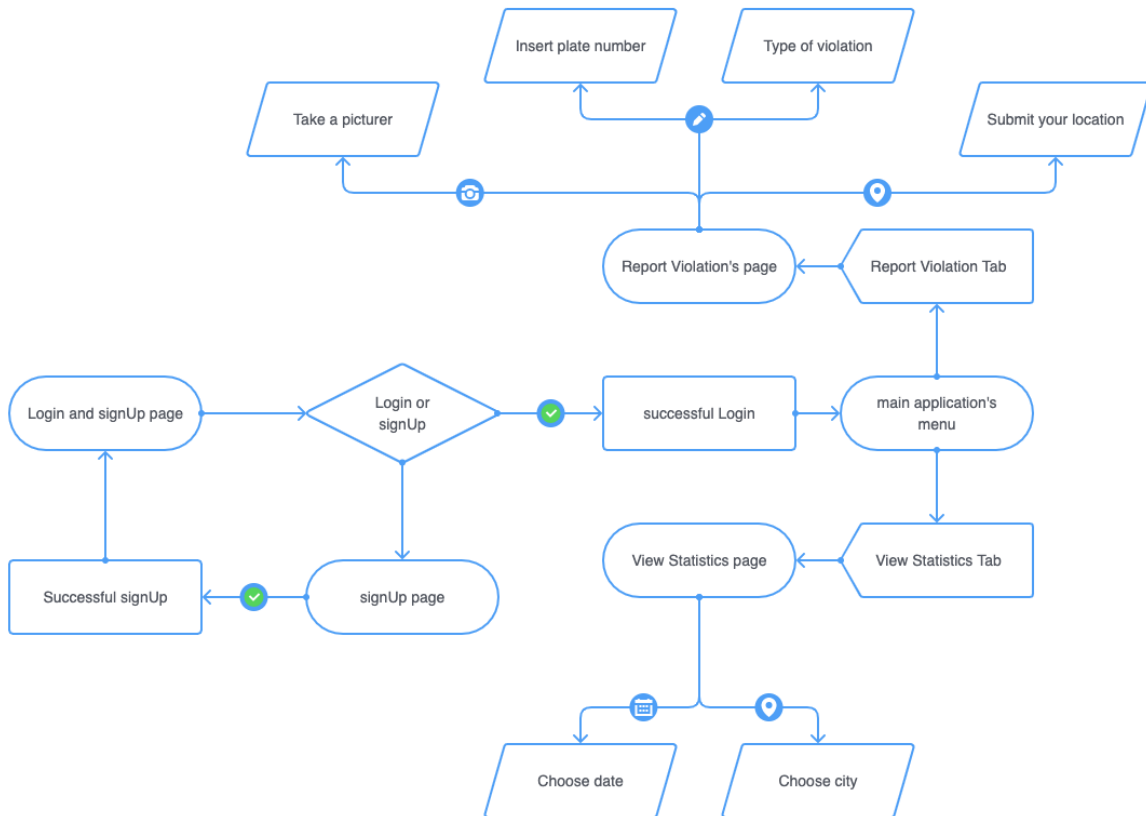 Insert plate number
Type of violation
Take a picturer
Submit your location
Report Violation's page
Report Violation Tab
Login and signUp page
Login or
signUp
successful Login
main application's
menu
View Statistics page
View Statistics Tab
Successful signUp
signUp page
Choose date
Choose city